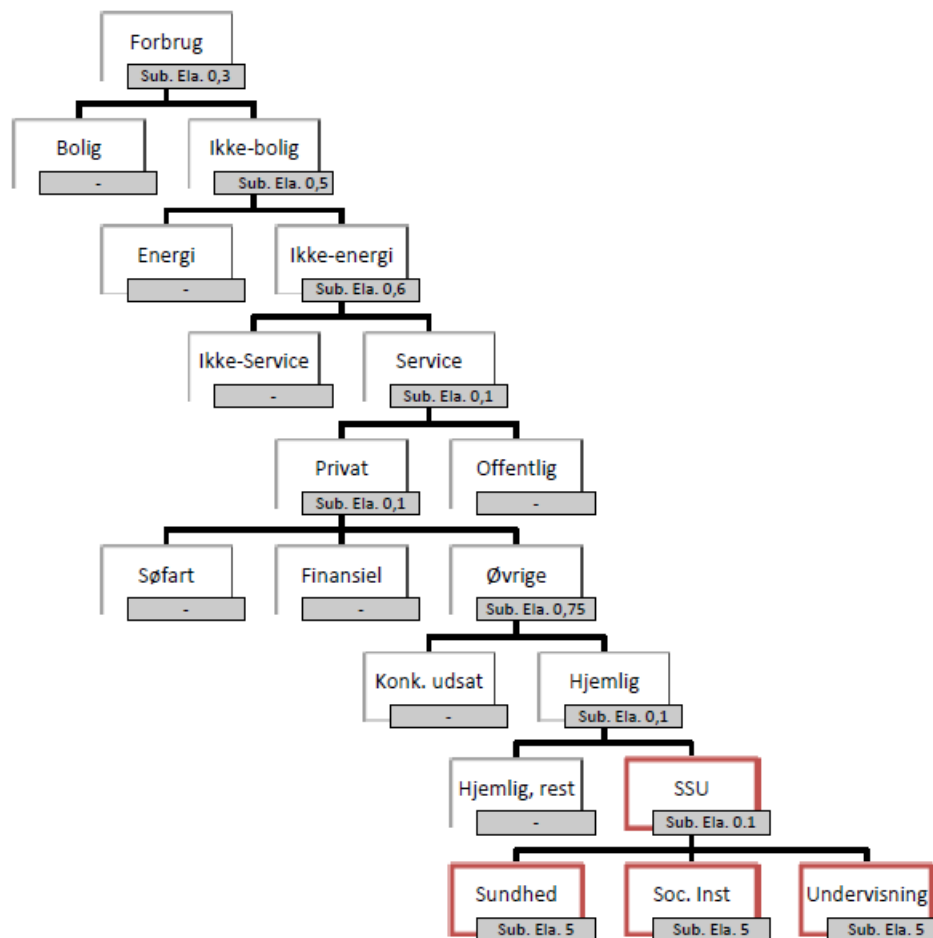 Forbrug
Sub. Ela. 0,3
Bolig
-
Ikke-bolig
Sub. Ela. 0,5
Energi
-
Ikke-energi
Sub. Ela. 0,6
Ikke-Service
-
Service
Sub. Ela. 0,1
Privat
Sub. Ela. 0,1
Offentlig
-
Søfart
-
Finansiel
-
Øvrige
Sub. Ela. 0,75
Konk. udsat
-
Hjemlig
Sub. Ela. 0,1
Hjemlig, rest
-
SSU
Sub. Ela. 0.1
Sundhed
Sub. Ela. 5
Soc. Inst
Sub. Ela. 5
Undervisning
Sub. Ela. 5